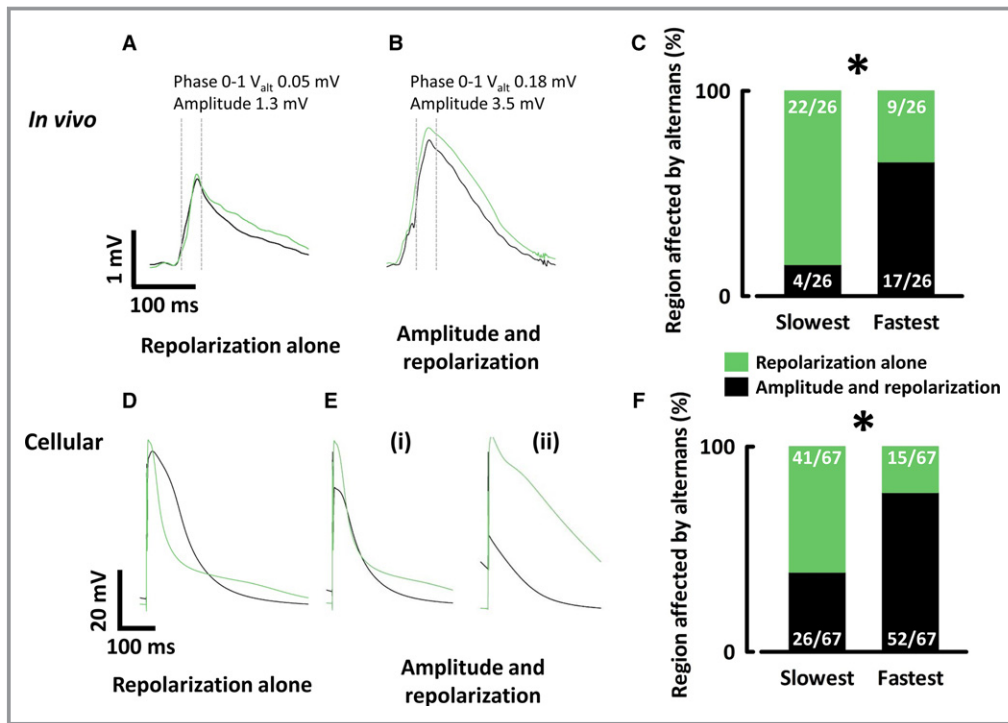 A
B
C
In vivo
Phase 0-1 Valt 0.05 mV
Amplitude 1.3 mV
Phase 0-1 Valt 0.18 mV
Amplitude 3.5 mV
1 mV
100 ms
Repolarization alone
Amplitude and
repolarization
Region affected by alternans (%)
100
0
*
22/26
9/26
4/26
17/26
Slowest
Fastest
Repolarization alone
Amplitude and repolarization
D
E
F
Cellular
(i)
(ii)
20 mV
100 ms
Repolarization alone
Amplitude and
repolarization
Region affected by alternans (%)
100
0
*
41/67
15/67
26/67
52/67
Slowest
Fastest